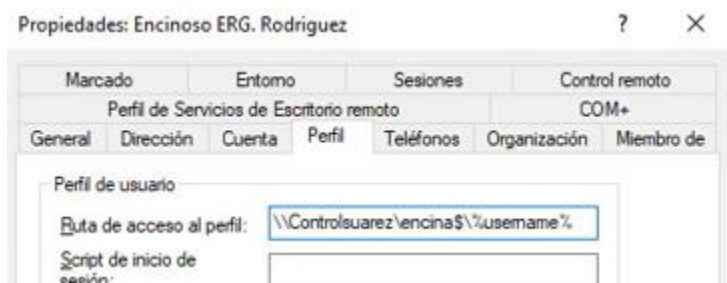 Propiedades: Encinoso ERG. Rodriguez ? ×
Marcado Entorno Sesiones Control remoto
Perfil de Servicios de Escritorio remoto COM+
General Dirección Cuenta Perfil Teléfonos Organización Miembro de
Perfil de usuario
Ruta de acceso al perfil: \\Controlsuarez\encina$\%username%
Script de inicio de
sesión: